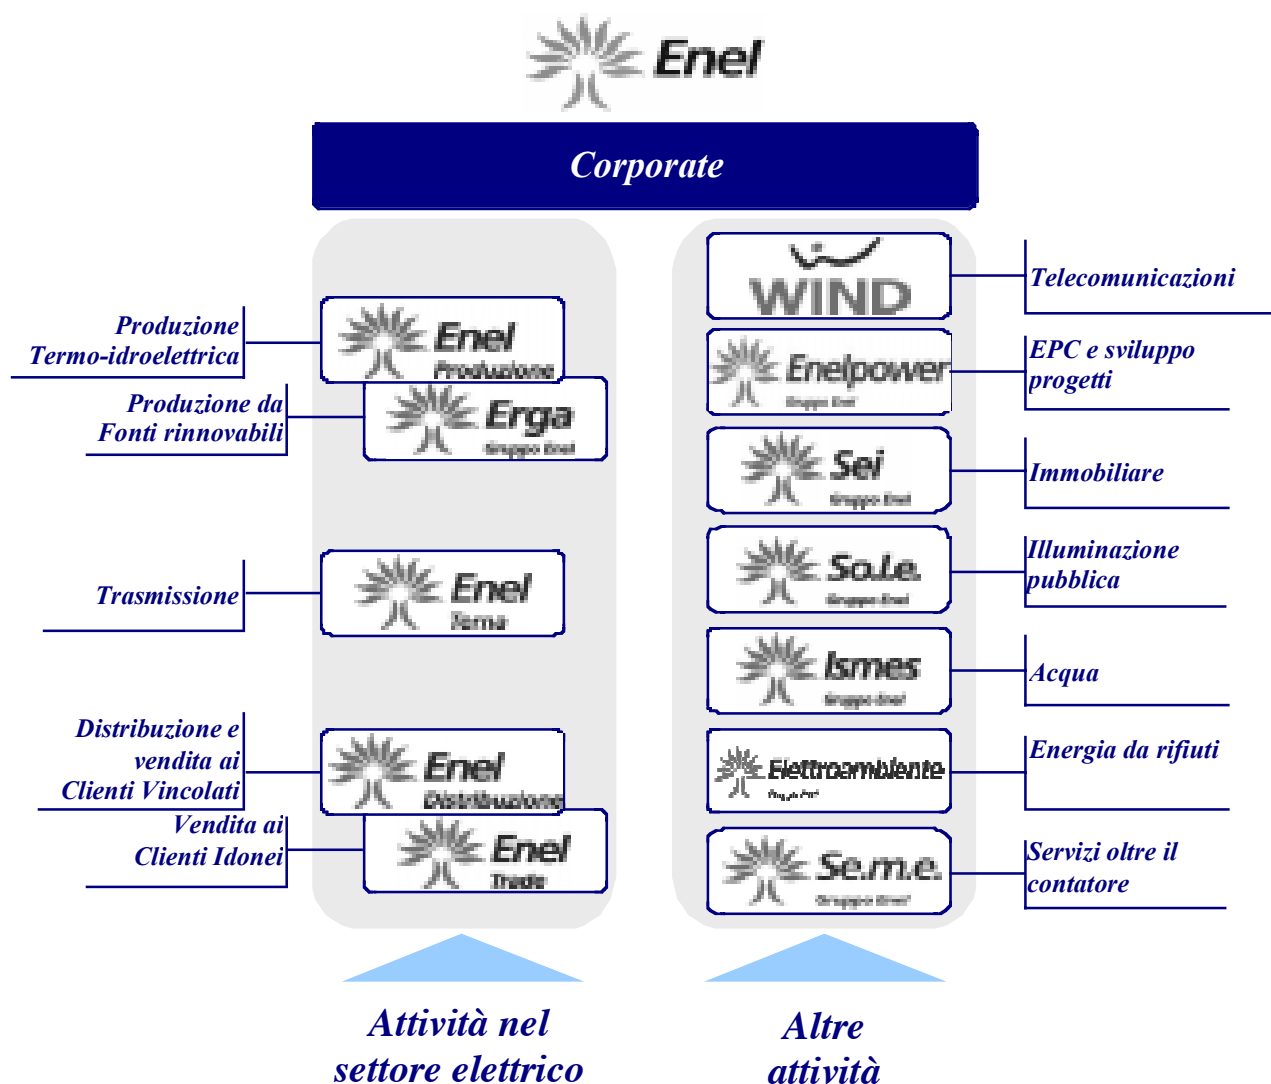 Enel
Corporate
Produzione
Termo-idroelettrica
Enel
Produzione
Produzione da
Fonti rinnovabili
Erga
Gruppo Enel
Trasmissione
Enel
Terna
Distribuzione e
vendita ai
Clienti Vincolati
Enel
Distribuzione
Vendita ai
Clienti Idonei
Enel
Trade
Attività nel
settore elettrico
WIND
Telecomunicazioni
Enelpower
Gruppo Enel
EPC e sviluppo
progetti
Sei
Gruppo Enel
Immobiliare
So.l.e.
Gruppo Enel
Illuminazione
pubblica
Ismes
Gruppo Enel
Acqua
Elettroambiente
Gruppo Enel
Energia da rifiuti
Se.m.e.
Gruppo Enel
Servizi oltre il
contatore
Altre
attività